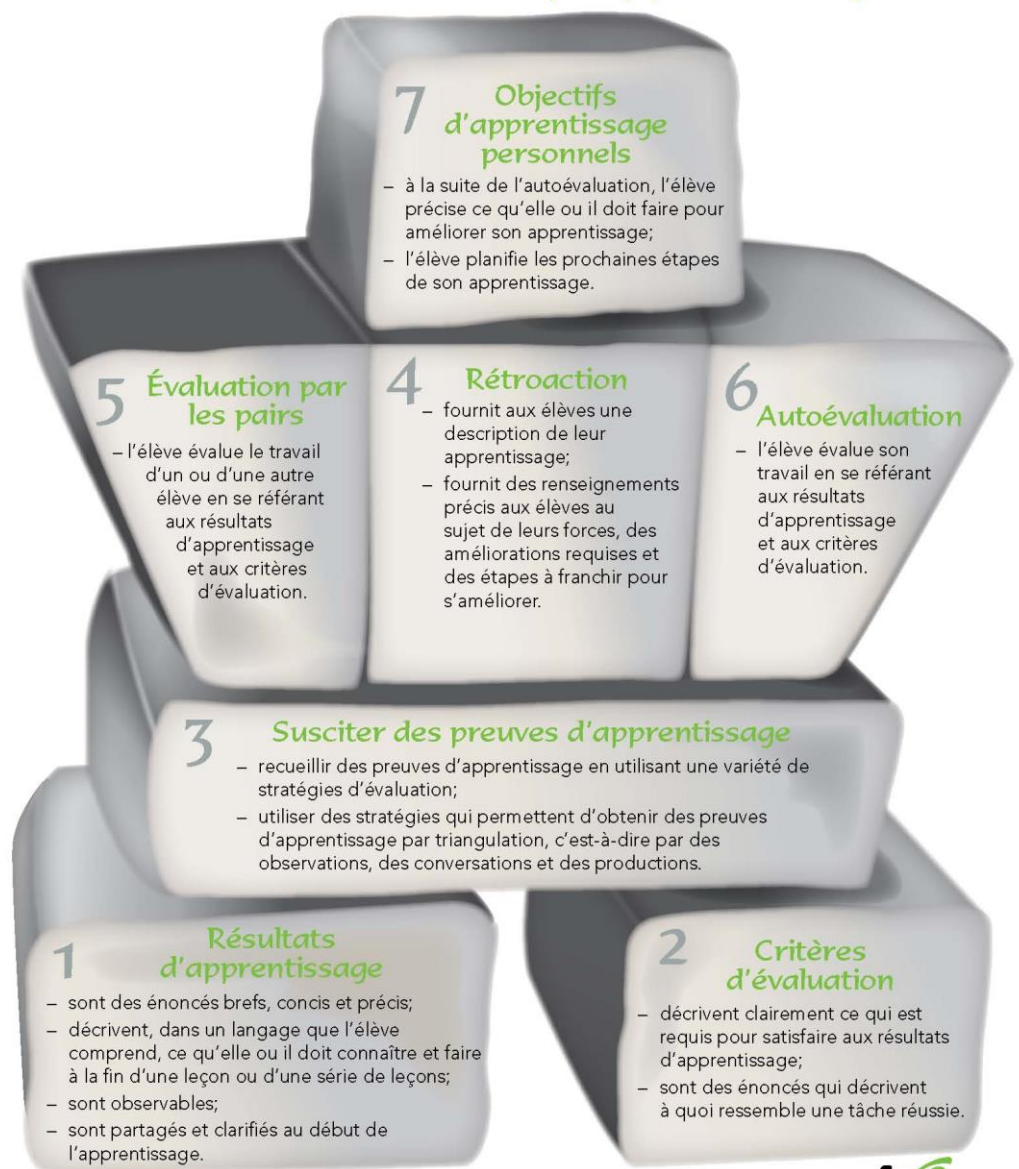 7 Objectifs
d'apprentissage
personnels
– à la suite de l'autoévaluation, l'élève
précise ce qu'elle ou il doit faire pour
améliorer son apprentissage;
– l'élève planifie les prochaines étapes
de son apprentissage.
5 Évaluation par
les pairs
– l'élève évalue le travail
d'un ou d'une autre
élève en se référant
aux résultats
d'apprentissage
et aux critères
d'évaluation.
4 Rétroaction
– fournit aux élèves une
description de leur
apprentissage;
– fournit des renseignements
précis aux élèves au
sujet de leurs forces, des
améliorations requises et
des étapes à franchir pour
s'améliorer.
6
Autoévaluation
– l'élève évalue son
travail en se référant
aux résultats
d'apprentissage
et aux critères
d'évaluation.
3 Susciter des preuves d'apprentissage
– recueillir des preuves d'apprentissage en utilisant une variété de
stratégies d'évaluation;
– utiliser des stratégies qui permettent d'obtenir des preuves
d'apprentissage par triangulation, c'est-à-dire par des
observations, des conversations et des productions.
1 Résultats
d'apprentissage
– sont des énoncés brefs, concis et précis;
– décrivent, dans un langage que l'élève
comprend, ce qu'elle ou il doit connaître et faire
à la fin d'une leçon ou d'une série de leçons;
– sont observables;
– sont partagés et clarifiés au début de
l'apprentissage.
2 Critères
d'évaluation
– décrivent clairement ce qui est
requis pour satisfaire aux résultats
d'apprentissage;
– sont des énoncés qui décrivent
à quoi ressemble une tâche réussie.